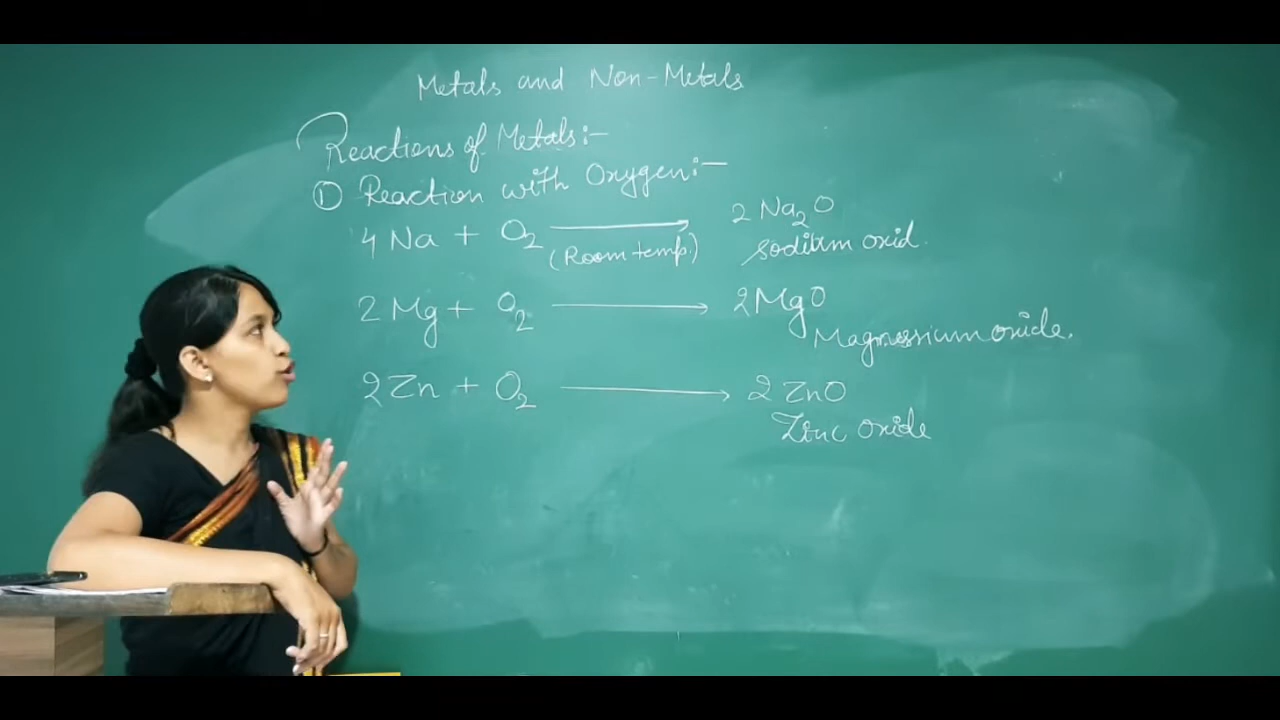 Metals and Non-Metals
Reactions of Metals:-
① Reaction with Oxygen:-
4 Na + O₂ ⟶ 2 Na₂O
(Room temp.) sodium oxid.
2 Mg + O₂ ⟶ 2MgO
Magnessium oxide.
2Zn + O₂ ⟶ 2 ZnO
Zinc oxide